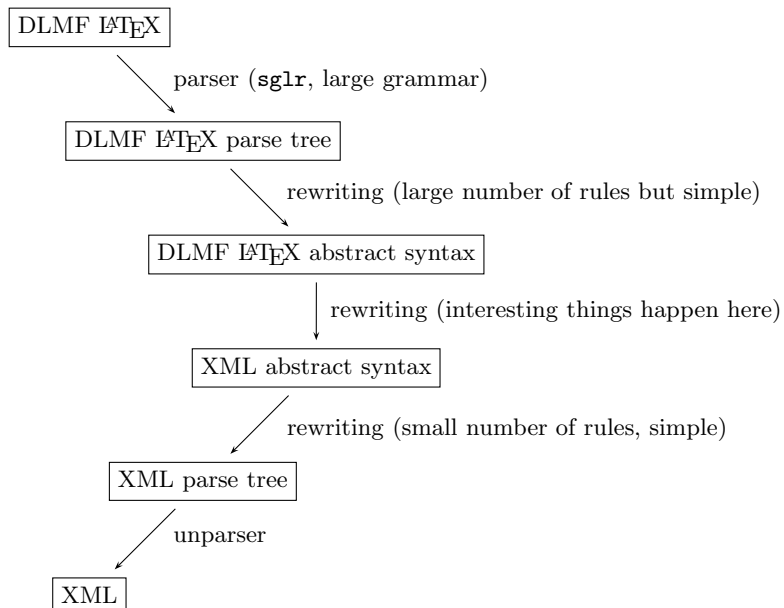 DLMF LATEX
parser (sglr, large grammar)
DLMF LATEX parse tree
rewriting (large number of rules but simple)
DLMF LATEX abstract syntax
rewriting (interesting things happen here)
XML abstract syntax
rewriting (small number of rules, simple)
XML parse tree
unparser
XML